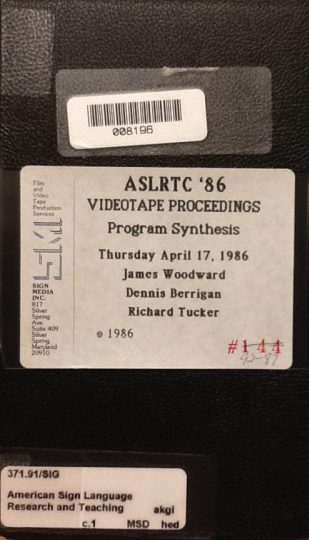 008196
Film
and
Video
Tape
Production
Services
SIGN
MEDIA
INC.
817
Silver
Spring
Ave.
Suite 409
Silver
Spring
Maryland
20910
ASLRTC '86
VIDEOTAPE PROCEEDINGS
Program Synthesis
Thursday April 17, 1986
James Woodward
Dennis Berrigan
Richard Tucker
© 1986
#144
371.91/SIG
American Sign Language
Research and Teaching akgl
c.1 MSD hed